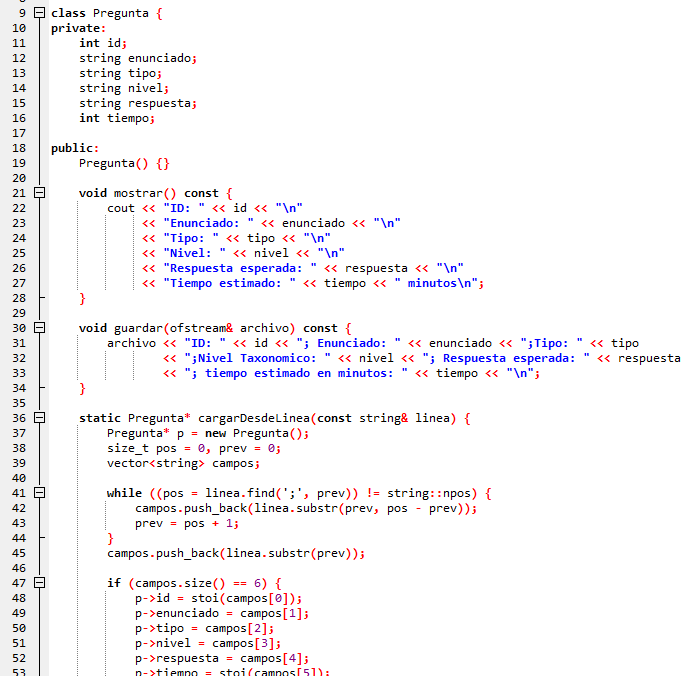 9 class Pregunta {
10 private:
11 int id;
12 string enunciado;
13 string tipo;
14 string nivel;
15 string respuesta;
16 int tiempo;
17
18 public:
19 Pregunta() {}
20
21 void mostrar() const {
22 cout << "ID: " << id << "\n"
23 << "Enunciado: " << enunciado << "\n"
24 << "Tipo: " << tipo << "\n"
25 << "Nivel: " << nivel << "\n"
26 << "Respuesta esperada: " << respuesta << "\n"
27 << "Tiempo estimado: " << tiempo << " minutos\n";
28 }
29
30 void guardar(ofstream& archivo) const {
31 archivo << "ID: " << id << "; Enunciado: " << enunciado << ";Tipo: " << tipo
32 << ";Nivel Taxonomico: " << nivel << "; Respuesta esperada: " << respuesta
33 << "; tiempo estimado en minutos: " << tiempo << "\n";
34 }
35
36 static Pregunta* cargarDesdeLinea(const string& linea) {
37 Pregunta* p = new Pregunta();
38 size_t pos = 0, prev = 0;
39 vector<string> campos;
40
41 while ((pos = linea.find(';', prev)) != string::npos) {
42 campos.push_back(linea.substr(prev, pos - prev));
43 prev = pos + 1;
44 }
45 campos.push_back(linea.substr(prev));
46
47 if (campos.size() == 6) {
48 p->id = stoi(campos[0]);
49 p->enunciado = campos[1];
50 p->tipo = campos[2];
51 p->nivel = campos[3];
52 p->respuesta = campos[4];
53 p->tiempo = stoi(campos[5]);